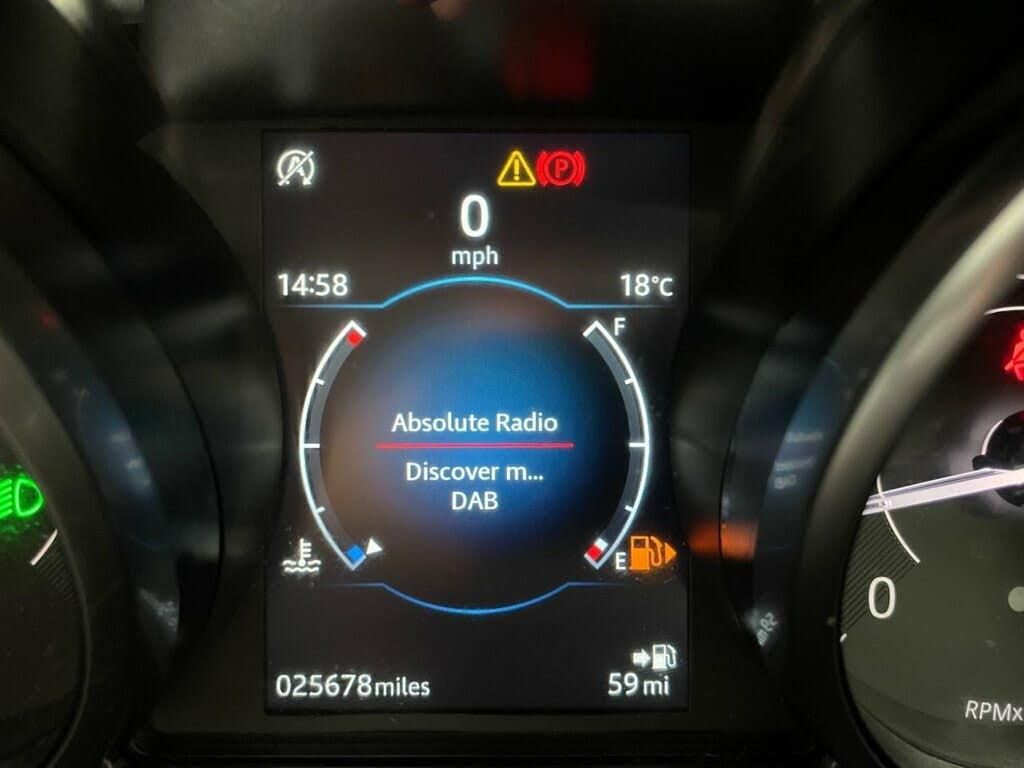 P
0
mph
14:58
18°C
F
Absolute Radio
Discover m...
DAB
E
0
025678miles
59 mi
RPMx